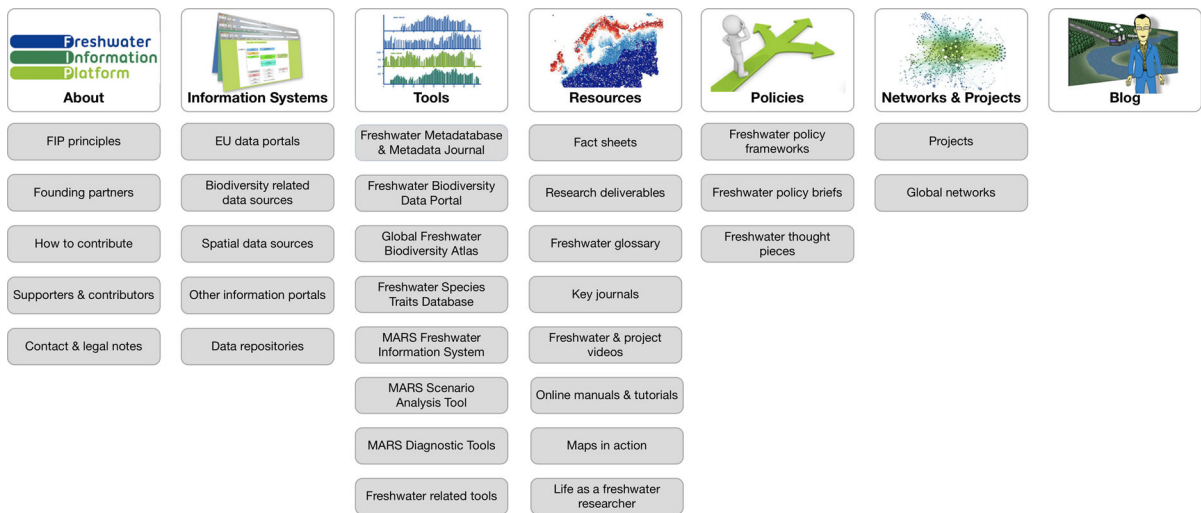 Freshwater
Information
Platform
About
FIP principles
Founding partners
How to contribute
Supporters & contributors
Contact & legal notes
Information Systems
EU data portals
Biodiversity related
data sources
Spatial data sources
Other information portals
Data repositories
Tools
Freshwater Metadatabase
& Metadata Journal
Freshwater Biodiversity
Data Portal
Global Freshwater
Biodiversity Atlas
Freshwater Species
Traits Database
MARS Freshwater
Information System
MARS Scenario
Analysis Tool
MARS Diagnostic Tools
Freshwater related tools
Resources
Fact sheets
Research deliverables
Freshwater glossary
Key journals
Freshwater & project
videos
Online manuals & tutorials
Maps in action
Life as a freshwater
researcher
Policies
Freshwater policy
frameworks
Freshwater policy briefs
Freshwater thought
pieces
Networks & Projects
Projects
Global networks
Blog